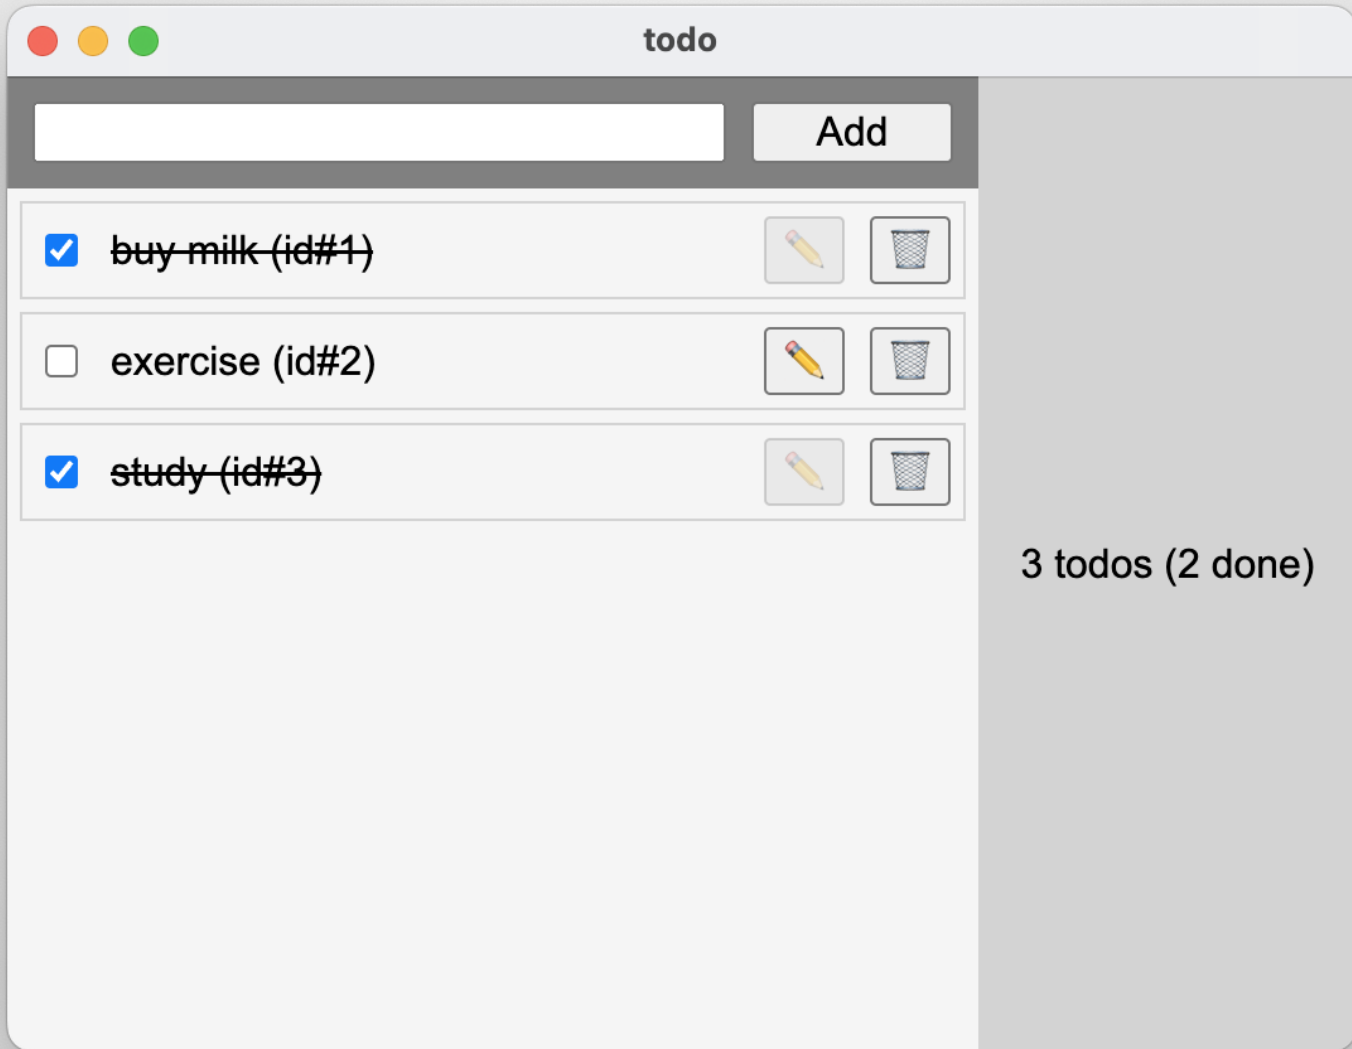 todo
Add
buy milk (id#1)
exercise (id#2)
study (id#3)
3 todos (2 done)